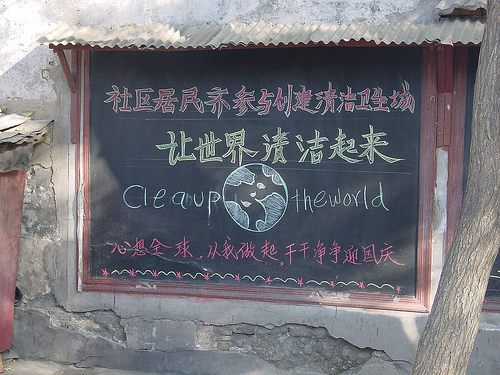 社区居民齐参与创建清洁卫生城
让世界清洁起来
Cleanup theworld
心想全球，从我做起，干干净净迎国庆